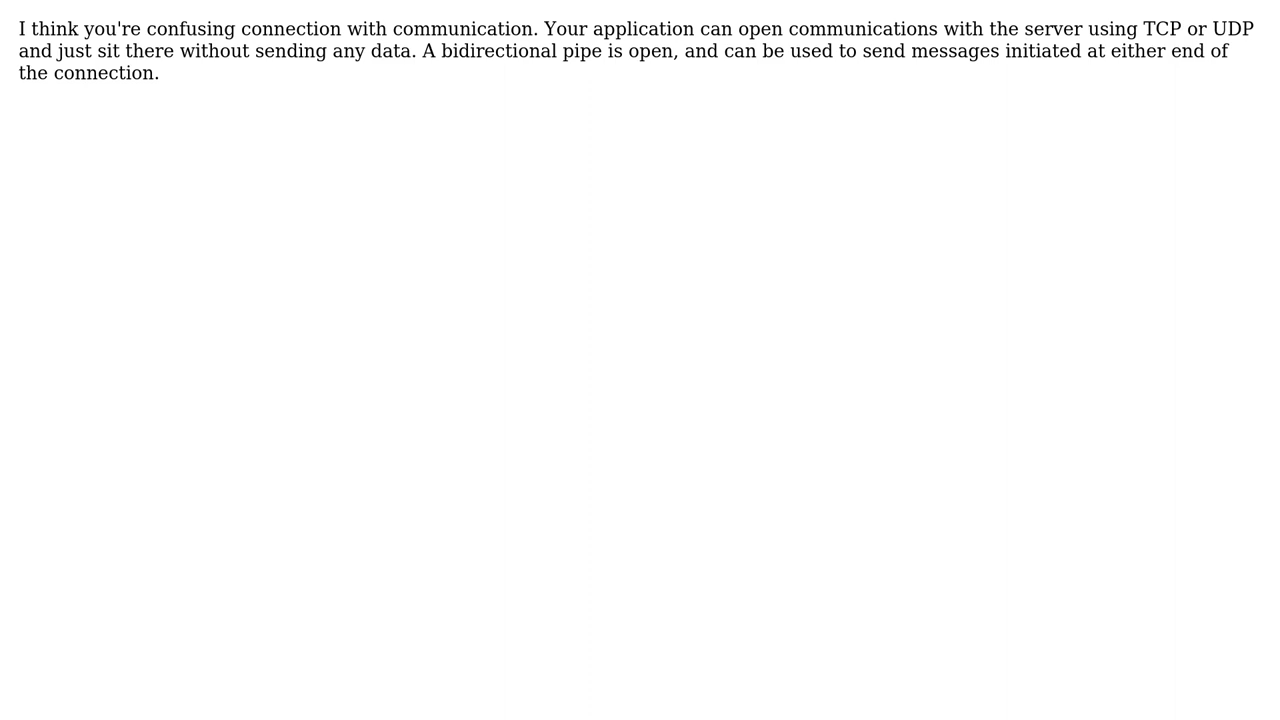 I think you're confusing connection with communication. Your application can open communications with the server using TCP or UDP
and just sit there without sending any data. A bidirectional pipe is open, and can be used to send messages initiated at either end of
the connection.